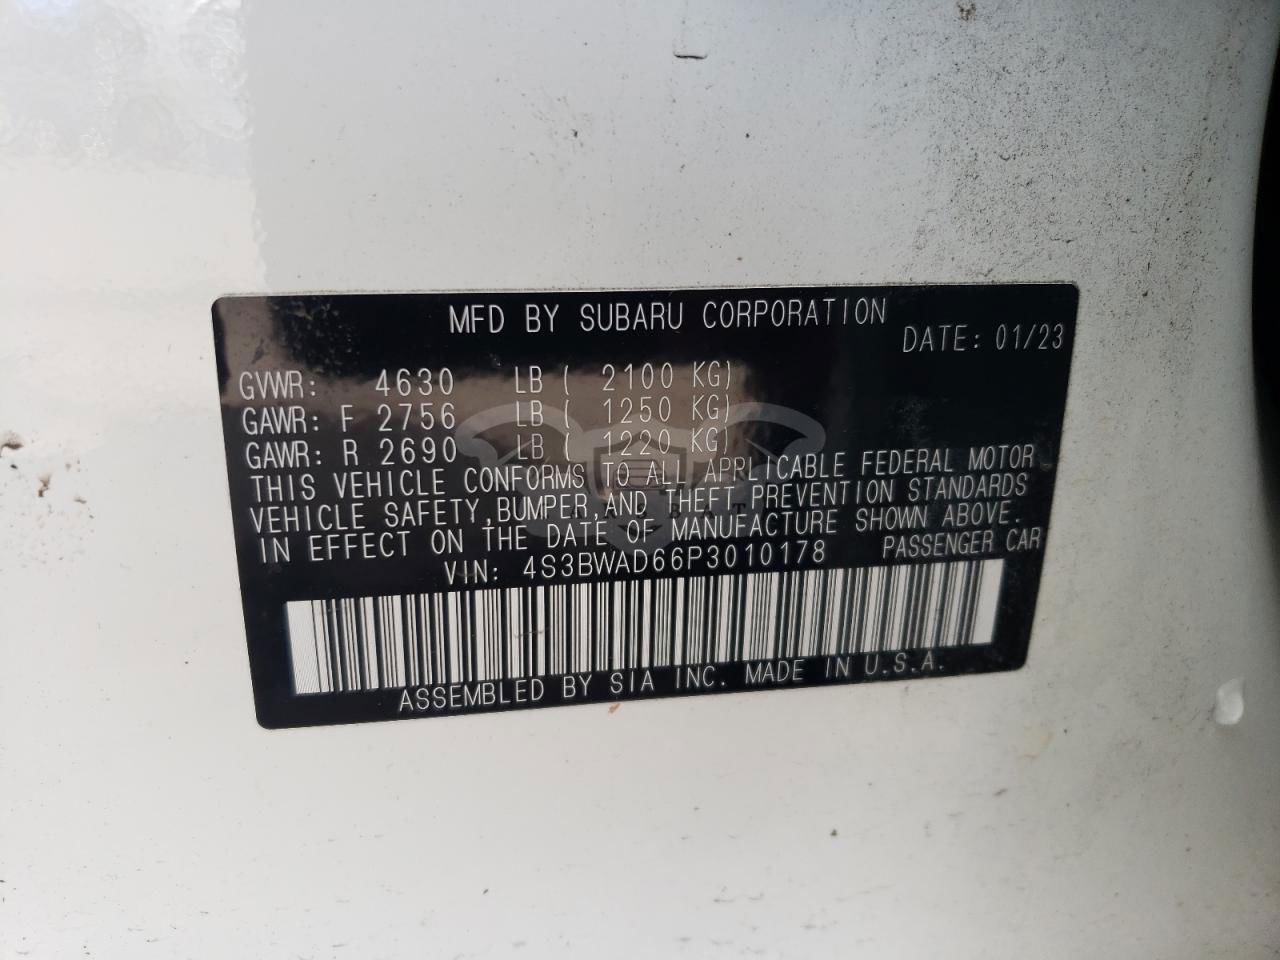 MFD BY SUBARU CORPORATION
DATE: 01/23
GVWR: 4630 LB ( 2100 KG)
GAWR: F 2756 LB ( 1250 KG)
GAWR: R 2690 LB ( 1220 KG)
THIS VEHICLE CONFORMS TO ALL APPLICABLE FEDERAL MOTOR
VEHICLE SAFETY, BUMPER, AND THEFT PREVENTION STANDARDS
IN EFFECT ON THE DATE OF MANUFACTURE SHOWN ABOVE.
VIN: 4S3BWAD66P3010178 PASSENGER CAR
ASSEMBLED BY SIA INC. MADE IN U.S.A.